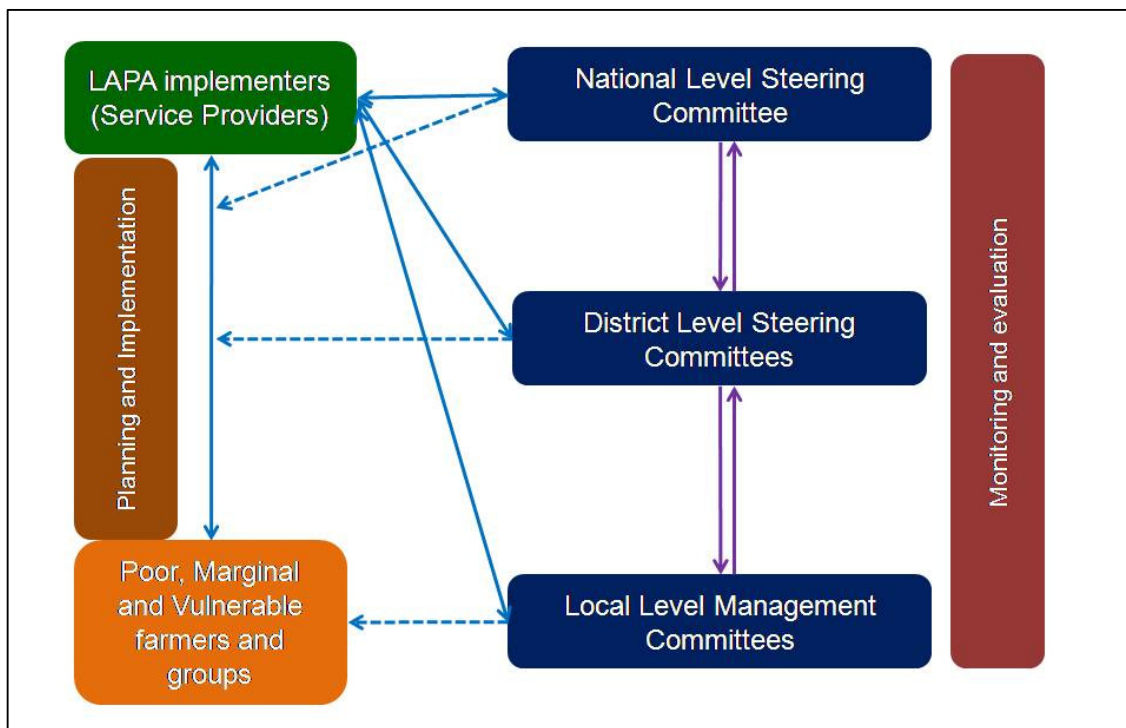 LAPA implementers
(Service Providers)
National Level Steering
Committee
Planning and Implementation
Monitoring and evaluation
District Level Steering
Committees
Poor, Marginal
and Vulnerable
farmers and
groups
Local Level Management
Committees